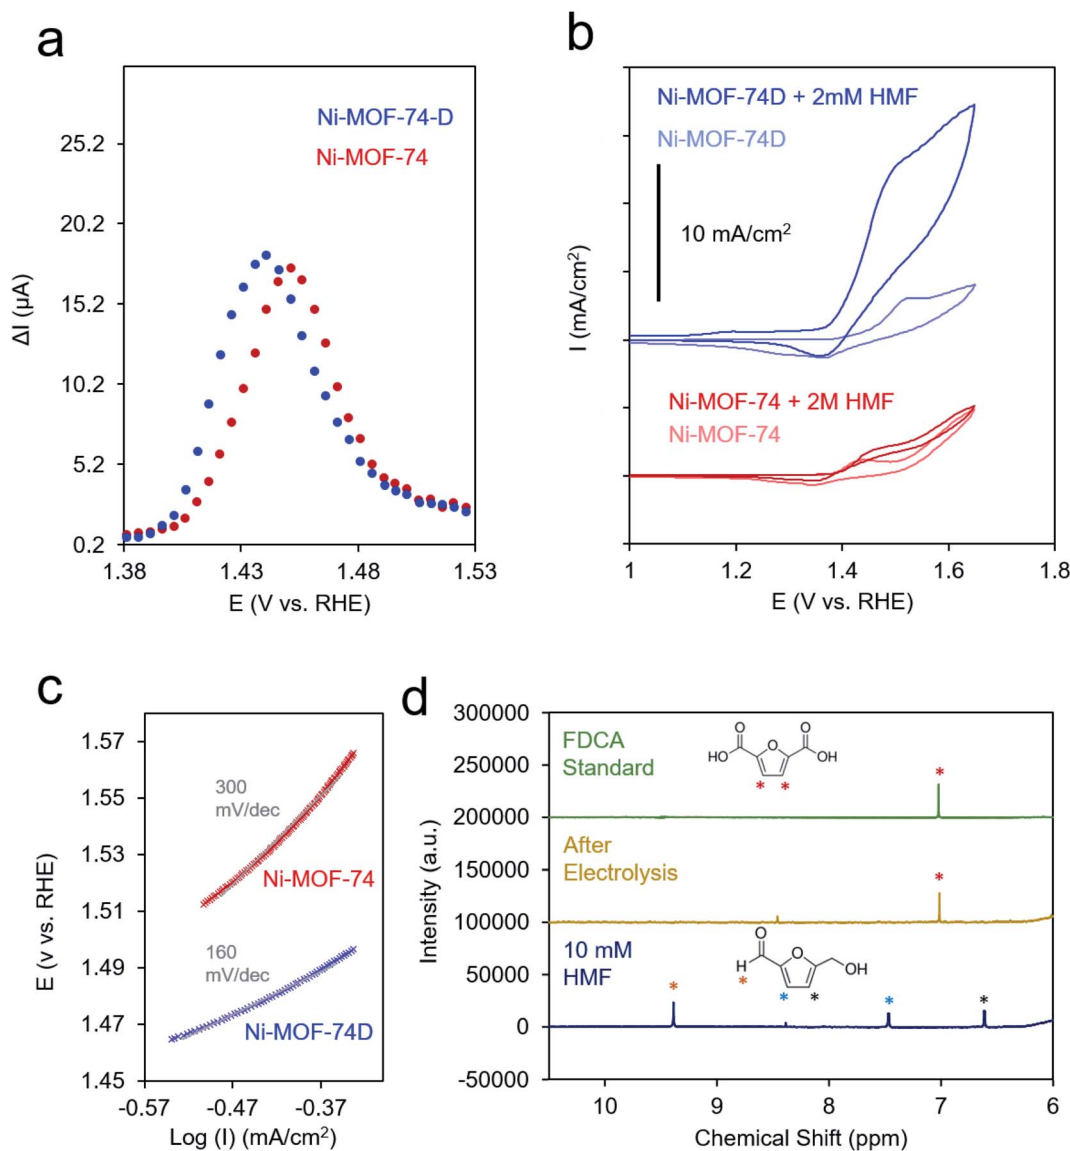 a
Ni-MOF-74-D
Ni-MOF-74
25.2
20.2
15.2
10.2
5.2
0.2
ΔI (µA)
1.38 1.43 1.48 1.53
E (V vs. RHE)
b
Ni-MOF-74D + 2mM HMF
Ni-MOF-74D
10 mA/cm²
Ni-MOF-74 + 2M HMF
Ni-MOF-74
I (mA/cm²)
1 1.2 1.4 1.6 1.8
E (V vs. RHE)
c
1.57
1.55
1.53
1.51
1.49
1.47
1.45
E (v vs. RHE)
300
mV/dec
Ni-MOF-74
160
mV/dec
Ni-MOF-74D
-0.57 -0.47 -0.37
Log (I) (mA/cm²)
d
300000
250000
200000
150000
100000
50000
0
-50000
Intensity (a.u.)
FDCA
Standard
O O
HO O OH
* *
*
After
Electrolysis
*
10 mM
HMF
O
H O OH
* * *
* * *
10 9 8 7 6
Chemical Shift (ppm)